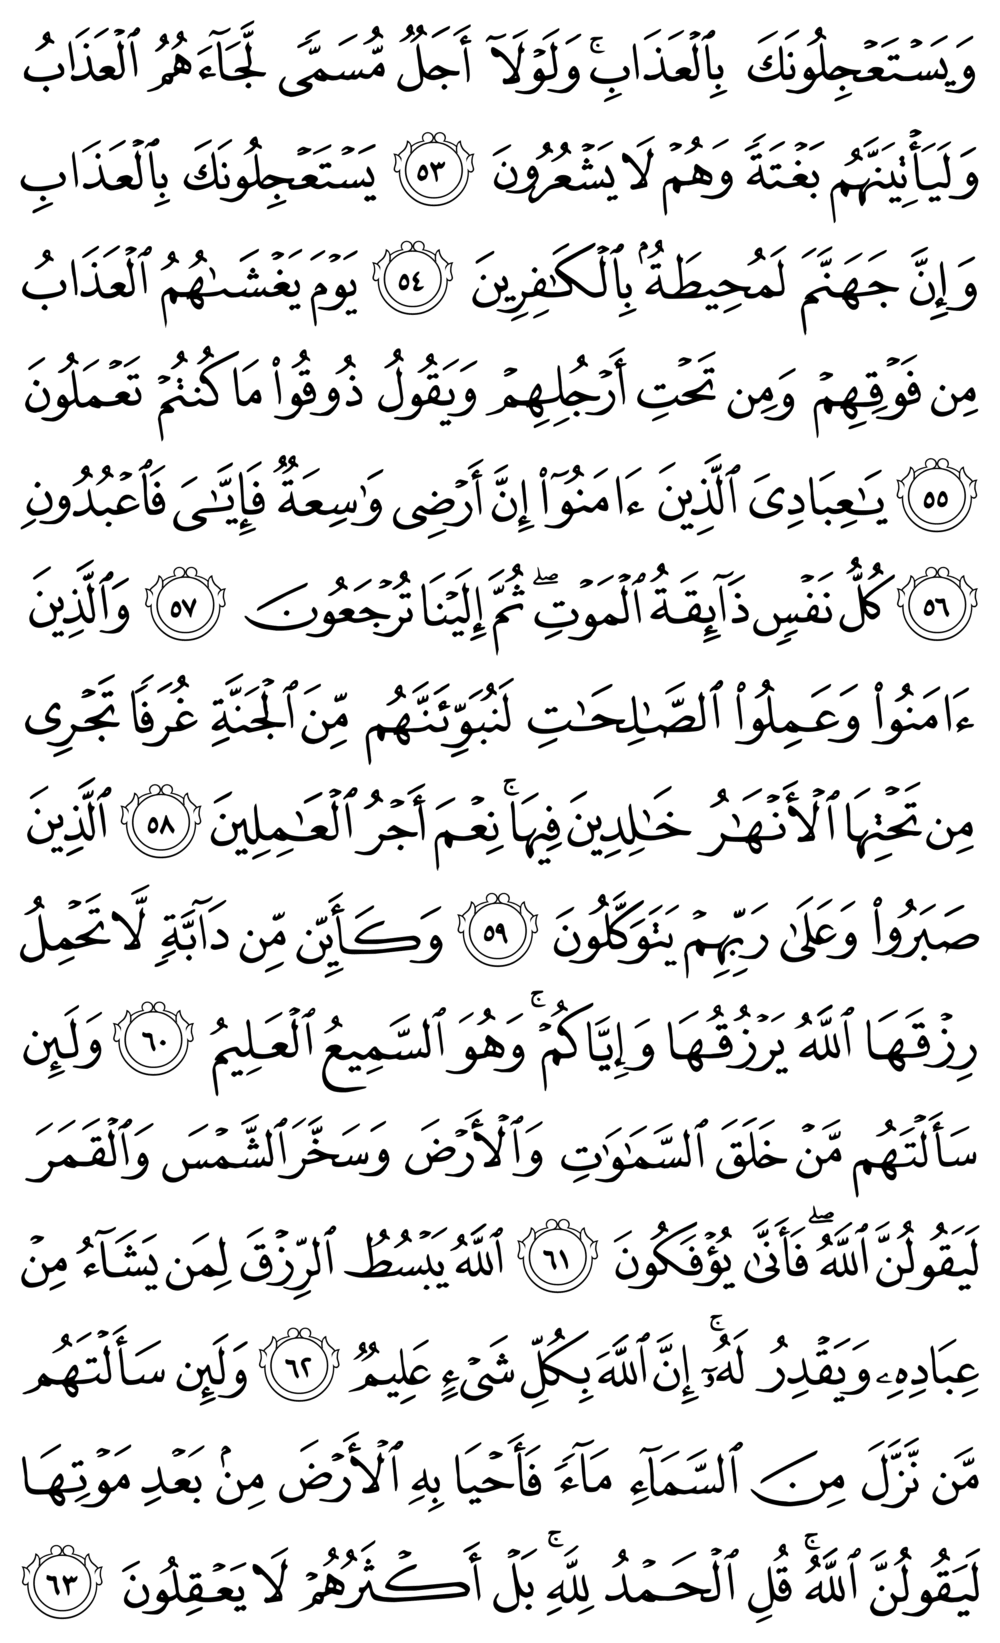 وَيَسْتَعْجِلُونَكَ بِٱلْعَذَابِ ۚ وَلَوْلَآ أَجَلٌ مُّسَمًّى لَّجَآءَهُمُ ٱلْعَذَابُ
وَلَيَأْتِيَنَّهُم بَغْتَةً وَهُمْ لَا يَشْعُرُونَ ٥٣ يَسْتَعْجِلُونَكَ بِٱلْعَذَابِ
وَإِنَّ جَهَنَّمَ لَمُحِيطَةٌۢ بِٱلْكَٰفِرِينَ ٥٤ يَوْمَ يَغْشَىٰهُمُ ٱلْعَذَابُ
مِن فَوْقِهِمْ وَمِن تَحْتِ أَرْجُلِهِمْ وَيَقُولُ ذُوقُوا۟ مَا كُنتُمْ تَعْمَلُونَ
٥٥ يَٰعِبَادِىَ ٱلَّذِينَ ءَامَنُوٓا۟ إِنَّ أَرْضِى وَٰسِعَةٌ فَإِيَّٰىَ فَٱعْبُدُونِ
٥٦ كُلُّ نَفْسٍ ذَآئِقَةُ ٱلْمَوْتِ ۖ ثُمَّ إِلَيْنَا تُرْجَعُونَ ٥٧ وَٱلَّذِينَ
ءَامَنُوا۟ وَعَمِلُوا۟ ٱلصَّٰلِحَٰتِ لَنُبَوِّئَنَّهُم مِّنَ ٱلْجَنَّةِ غُرَفًا تَجْرِى
مِن تَحْتِهَا ٱلْأَنْهَٰرُ خَٰلِدِينَ فِيهَا ۚ نِعْمَ أَجْرُ ٱلْعَٰمِلِينَ ٥٨ ٱلَّذِينَ
صَبَرُوا۟ وَعَلَىٰ رَبِّهِمْ يَتَوَكَّلُونَ ٥٩ وَكَأَيِّن مِّن دَآبَّةٍ لَّا تَحْمِلُ
رِزْقَهَا ٱللَّهُ يَرْزُقُهَا وَإِيَّاكُمْ ۚ وَهُوَ ٱلسَّمِيعُ ٱلْعَلِيمُ ٦٠ وَلَئِن
سَأَلْتَهُم مَّنْ خَلَقَ ٱلسَّمَٰوَٰتِ وَٱلْأَرْضَ وَسَخَّرَ ٱلشَّمْسَ وَٱلْقَمَرَ
لَيَقُولُنَّ ٱللَّهُ ۖ فَأَنَّىٰ يُؤْفَكُونَ ٦١ ٱللَّهُ يَبْسُطُ ٱلرِّزْقَ لِمَن يَشَآءُ مِنْ
عِبَادِهِۦ وَيَقْدِرُ لَهُۥٓ ۚ إِنَّ ٱللَّهَ بِكُلِّ شَىْءٍ عَلِيمٌ ٦٢ وَلَئِن سَأَلْتَهُم
مَّن نَّزَّلَ مِنَ ٱلسَّمَآءِ مَآءً فَأَحْيَا بِهِ ٱلْأَرْضَ مِنۢ بَعْدِ مَوْتِهَا
لَيَقُولُنَّ ٱللَّهُ ۚ قُلِ ٱلْحَمْدُ لِلَّهِ ۚ بَلْ أَكْثَرُهُمْ لَا يَعْقِلُونَ ٦٣